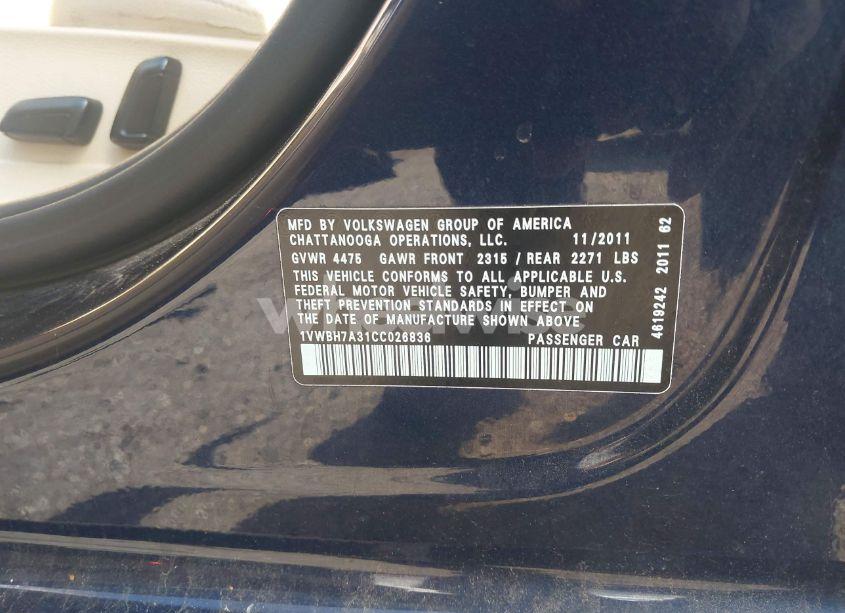 MFD BY VOLKSWAGEN GROUP OF AMERICA
CHATTANOOGA OPERATIONS, LLC. 11/2011
GVWR 4475 GAWR FRONT 2315 / REAR 2271 LBS
THIS VEHICLE CONFORMS TO ALL APPLICABLE U.S.
FEDERAL MOTOR VEHICLE SAFETY, BUMPER AND
THEFT PREVENTION STANDARDS IN EFFECT ON
THE DATE OF MANUFACTURE SHOWN ABOVE
1VWBH7A31CC026836 PASSENGER CAR
4619242 2011 62